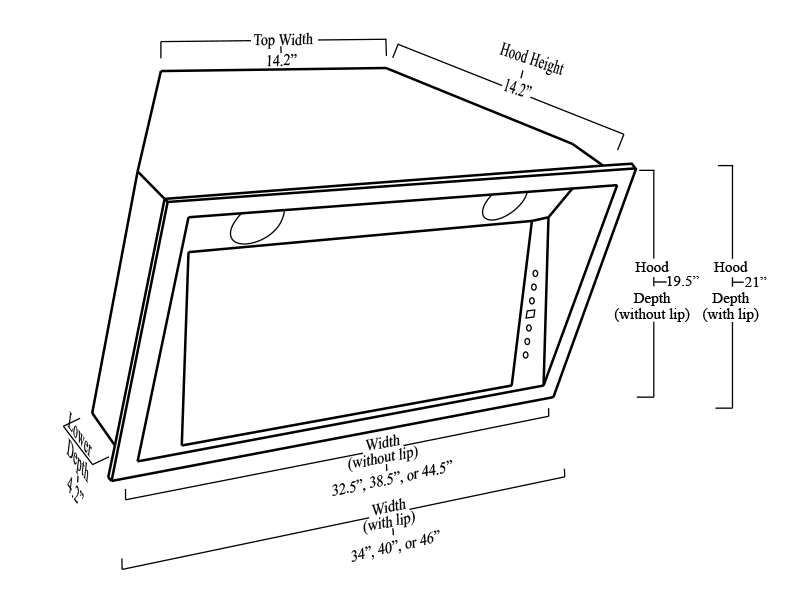 Top Width
14.2”
Hood Height
14.2”
Hood
19.5”
Depth
(without lip)
Hood
21”
Depth
(with lip)
Lower
Depth
4.2”
Width
(without lip)
32.5”, 38.5”, or 44.5”
Width
(with lip)
34”, 40”, or 46”